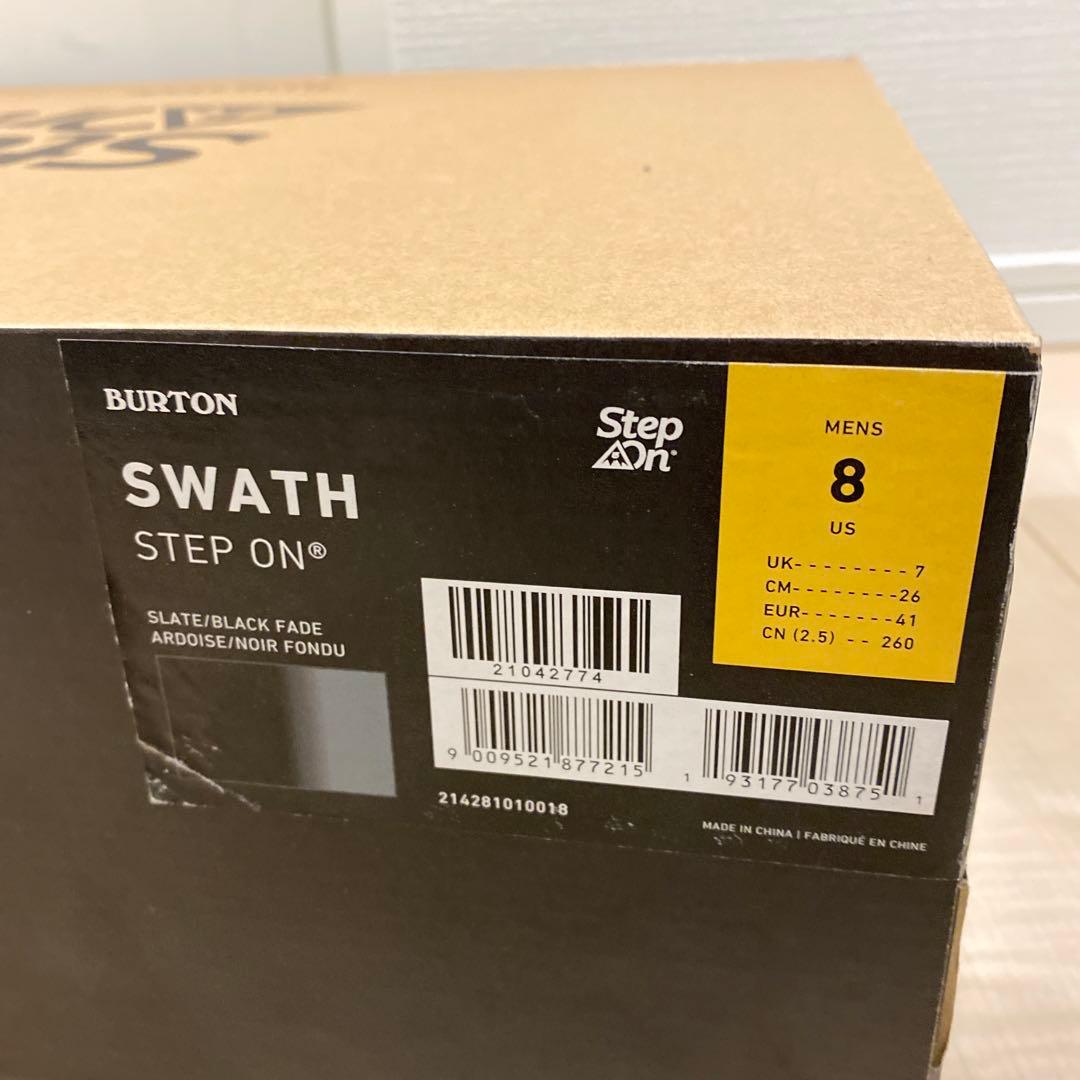 BURTON
SWATH
STEP ON®
SLATE/BLACK FADE
ARDOISE/NOIR FONDU
Step
On
MENS
8
US
UK- - - - - - - - 7
CM- - - - - - - -26
EUR- - - - - - -41
CN (2.5) - - 260
21042774
9 009521 877215
1 93177 03875 1
214281010018
MADE IN CHINA | FABRIQUÉ EN CHINE